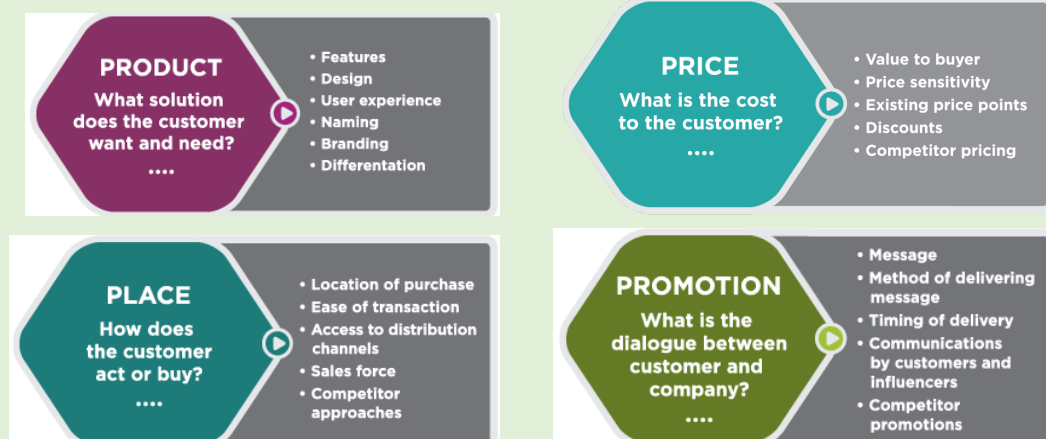 PRODUCT
What solution
does the customer
want and need?
....
• Features
• Design
• User experience
• Naming
• Branding
• Differentation
PRICE
What is the cost
to the customer?
....
• Value to buyer
• Price sensitivity
• Existing price points
• Discounts
• Competitor pricing
PLACE
How does
the customer
act or buy?
....
• Location of purchase
• Ease of transaction
• Access to distribution
channels
• Sales force
• Competitor
approaches
PROMOTION
What is the
dialogue between
customer and
company?
....
• Message
• Method of delivering
message
• Timing of delivery
• Communications
by customers and
influencers
• Competitor
promotions